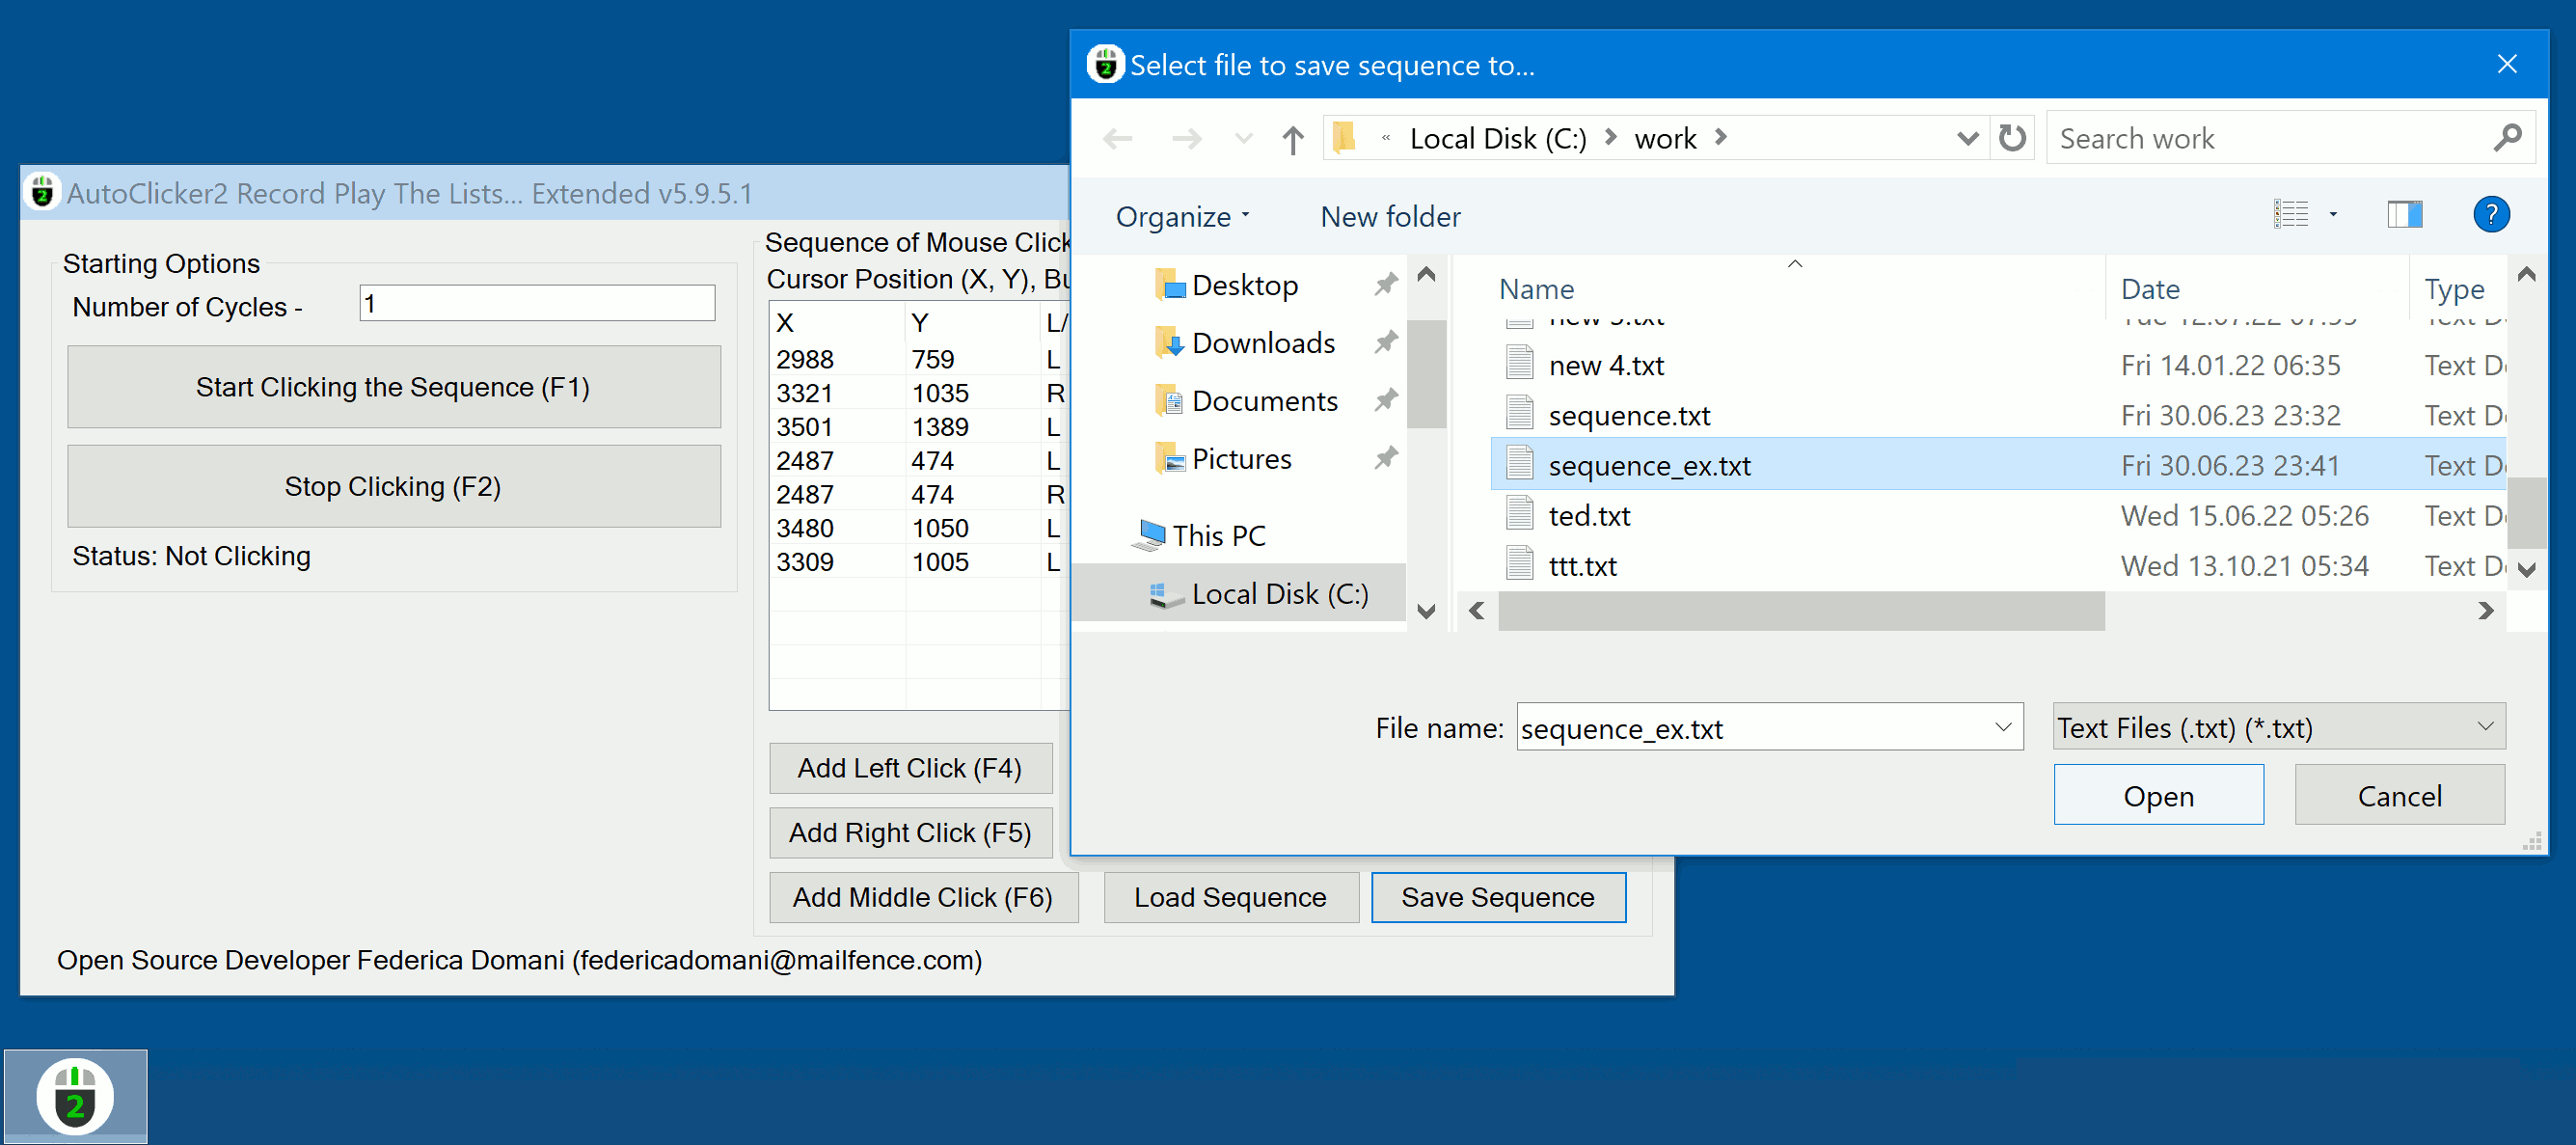 Select file to save sequence to...
« Local Disk (C:) > work >
Search work
Organize
New folder
?
Desktop
Downloads
Documents
Pictures
This PC
Local Disk (C:)
Name Date Type
new 4.txt Fri 14.01.22 06:35 Text D
sequence.txt Fri 30.06.23 23:32 Text D
sequence_ex.txt Fri 30.06.23 23:41 Text D
ted.txt Wed 15.06.22 05:26 Text D
ttt.txt Wed 13.10.21 05:34 Text D
File name: sequence_ex.txt
Text Files (.txt) (*.txt)
Open
Cancel
AutoClicker2 Record Play The Lists... Extended v5.9.5.1
Starting Options
Number of Cycles - 1
Start Clicking the Sequence (F1)
Stop Clicking (F2)
Status: Not Clicking
Sequence of Mouse Click
Cursor Position (X, Y), Bu
X Y L/
2988 759 L
3321 1035 R
3501 1389 L
2487 474 L
2487 474 R
3480 1050 L
3309 1005 L
Add Left Click (F4)
Add Right Click (F5)
Add Middle Click (F6)
Load Sequence
Save Sequence
Open Source Developer Federica Domani (federicadomani@mailfence.com)
2